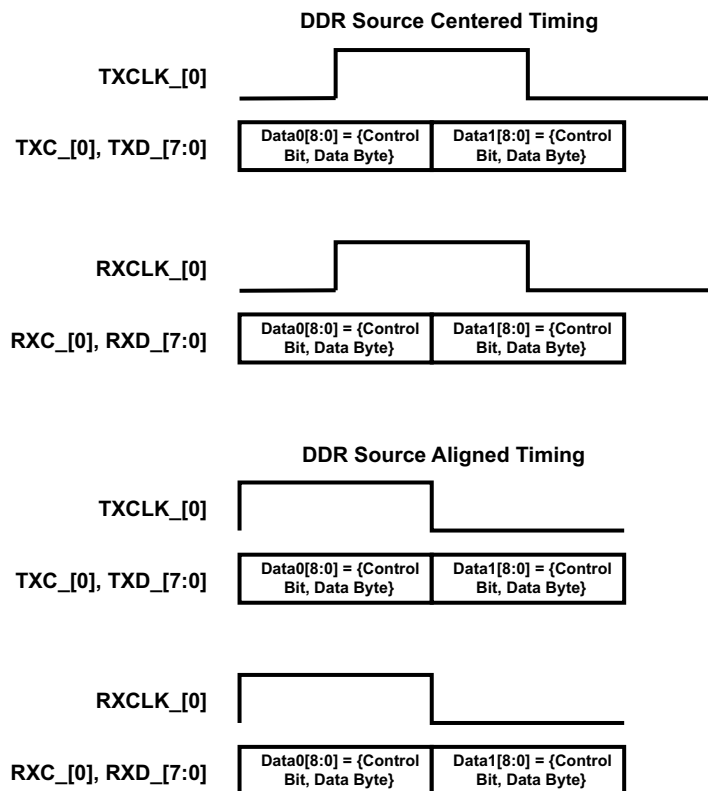 DDR Source Centered Timing
TXCLK_[0]
TXC_[0], TXD_[7:0]
Data0[8:0] = {Control
Bit, Data Byte}
Data1[8:0] = {Control
Bit, Data Byte}
RXCLK_[0]
RXC_[0], RXD_[7:0]
Data0[8:0] = {Control
Bit, Data Byte}
Data1[8:0] = {Control
Bit, Data Byte}
DDR Source Aligned Timing
TXCLK_[0]
TXC_[0], TXD_[7:0]
Data0[8:0] = {Control
Bit, Data Byte}
Data1[8:0] = {Control
Bit, Data Byte}
RXCLK_[0]
RXC_[0], RXD_[7:0]
Data0[8:0] = {Control
Bit, Data Byte}
Data1[8:0] = {Control
Bit, Data Byte}